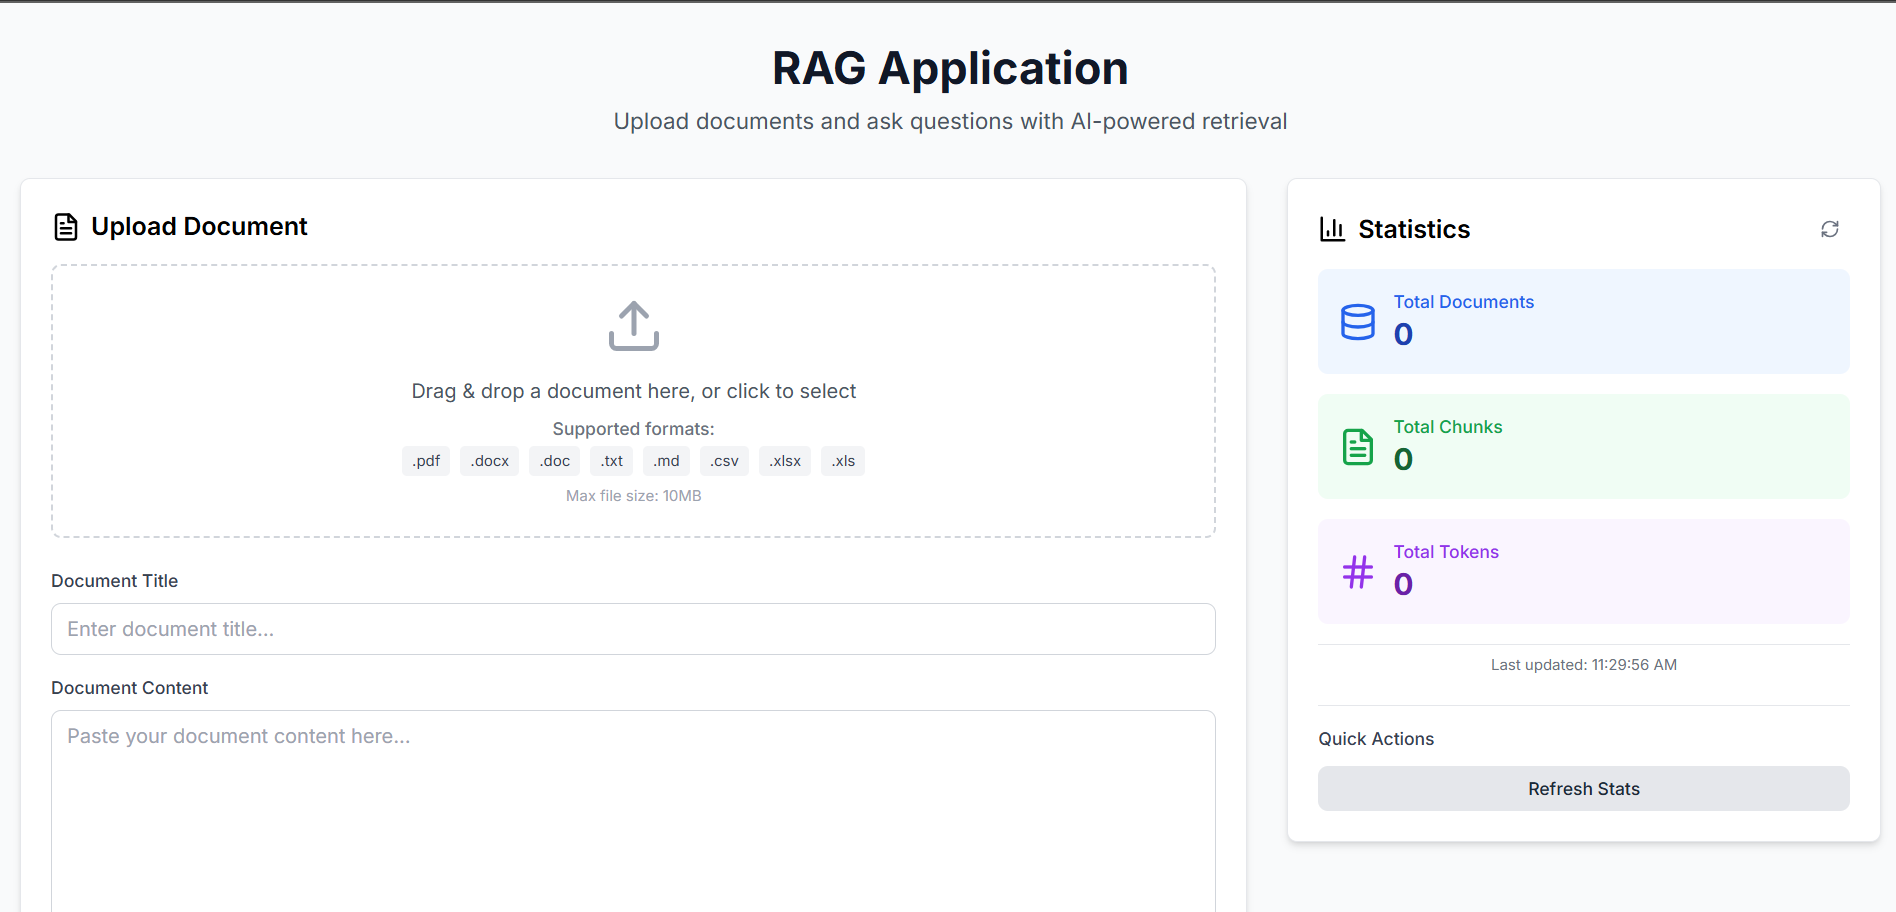 RAG Application
Upload documents and ask questions with AI-powered retrieval
Upload Document
Drag & drop a document here, or click to select
Supported formats:
.pdf .docx .doc .txt .md .csv .xlsx .xls
Max file size: 10MB
Document Title
Enter document title...
Document Content
Paste your document content here...
Statistics
Total Documents
0
Total Chunks
0
Total Tokens
0
Last updated: 11:29:56 AM
Quick Actions
Refresh Stats